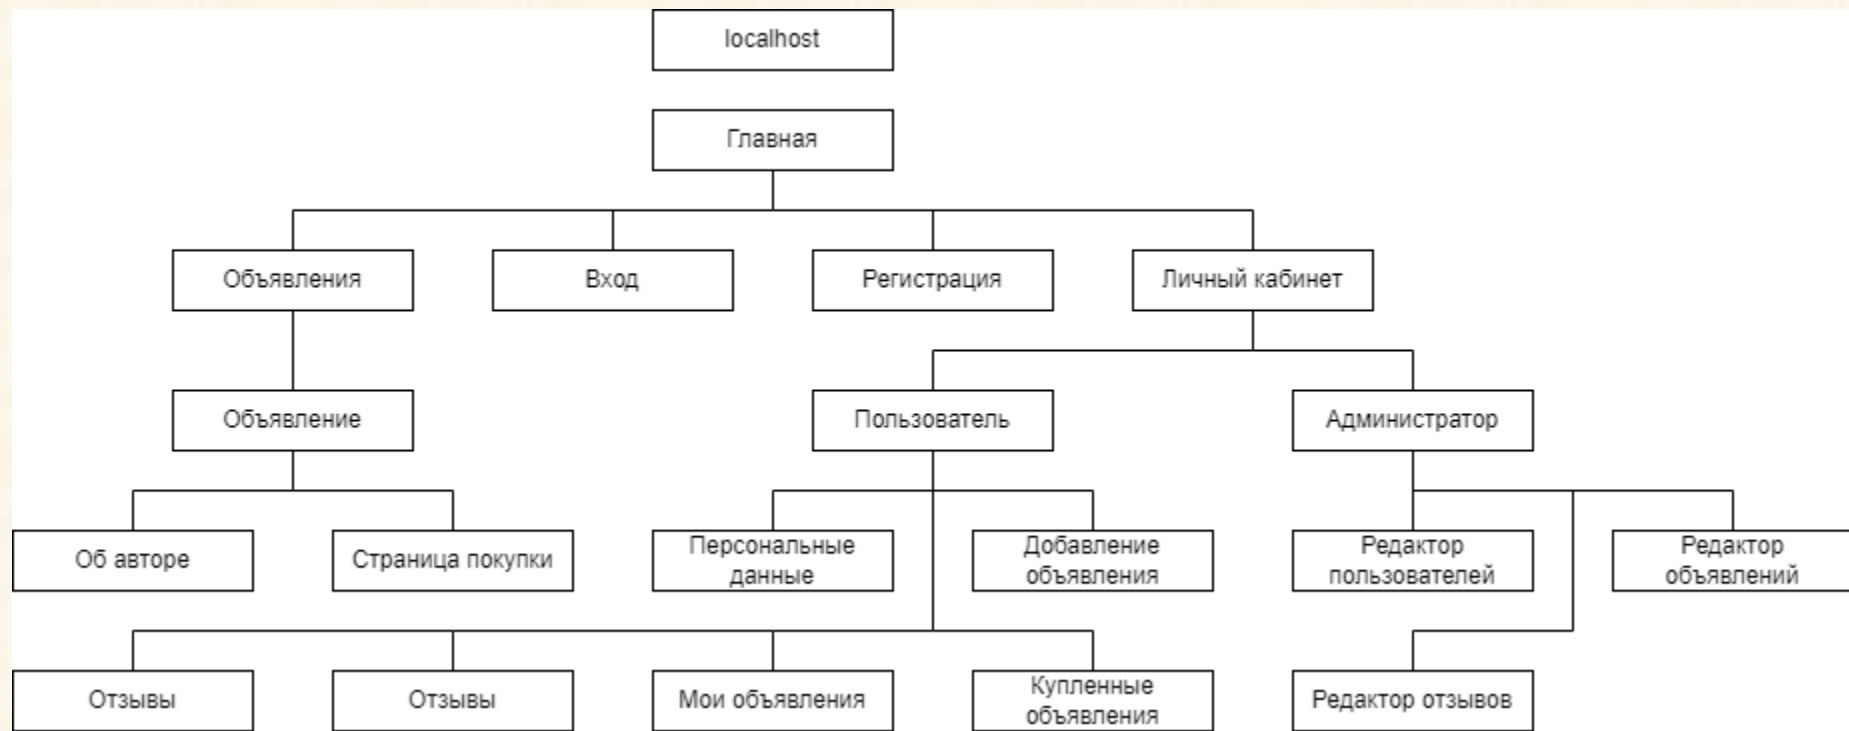 localhost
Главная
Объявления
Вход
Регистрация
Личный кабинет
Объявление
Пользователь
Администратор
Об авторе
Страница покупки
Персональные
данные
Добавление
объявления
Редактор
пользователей
Редактор
объявлений
Отзывы
Отзывы
Мои объявления
Купленные
объявления
Редактор отзывов